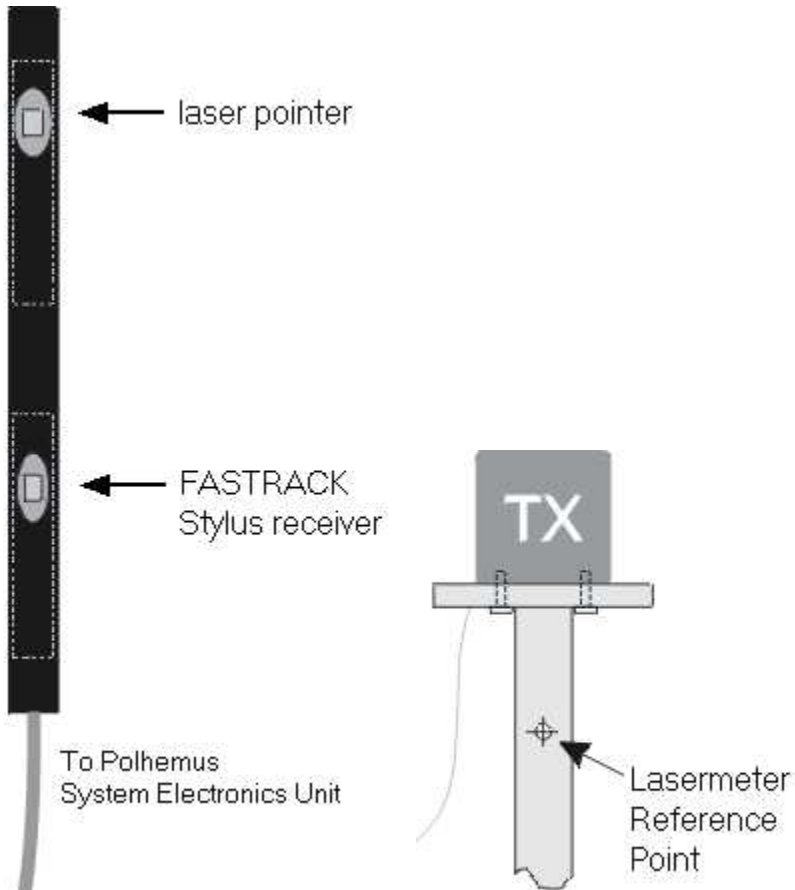 laser pointer
FASTRACK
Stylus receiver
TX
To Polhemus
System Electronics Unit
Lasermeter
Reference
Point